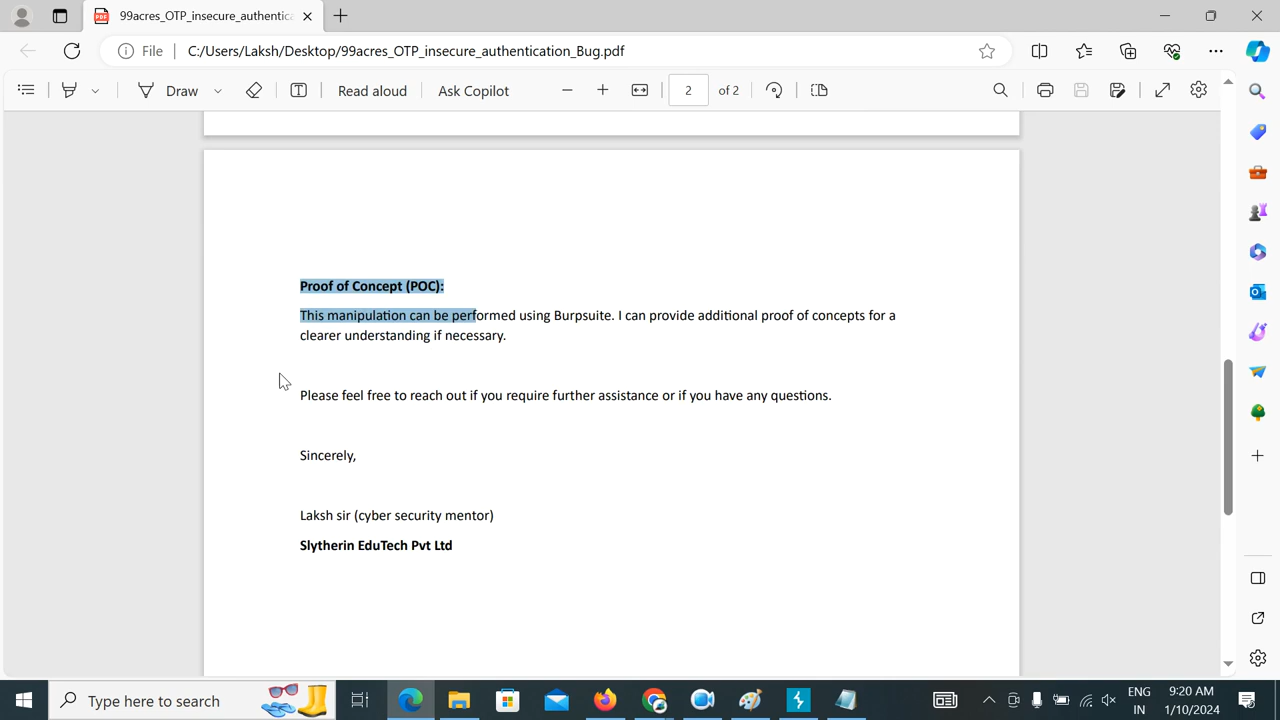 99acres_OTP_insecure_authentica
File
C:/Users/Laksh/Desktop/99acres_OTP_insecure_authentication_Bug.pdf
Draw
Read aloud
Ask Copilot
2
of 2
Proof of Concept (POC):
This manipulation can be performed using Burpsuite. I can provide additional proof of concepts for a
clearer understanding if necessary.
Please feel free to reach out if you require further assistance or if you have any questions.
Sincerely,
Laksh sir (cyber security mentor)
Slytherin EduTech Pvt Ltd
Type here to search
ENG
IN
9:20 AM
1/10/2024